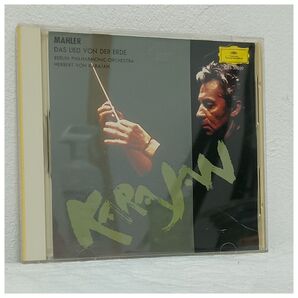 MAHLER
DAS LIED VON DER ERDE
BERLIN PHILHARMONIC ORCHESTRA
HERBERT VON KARAJAN
KARAJAN